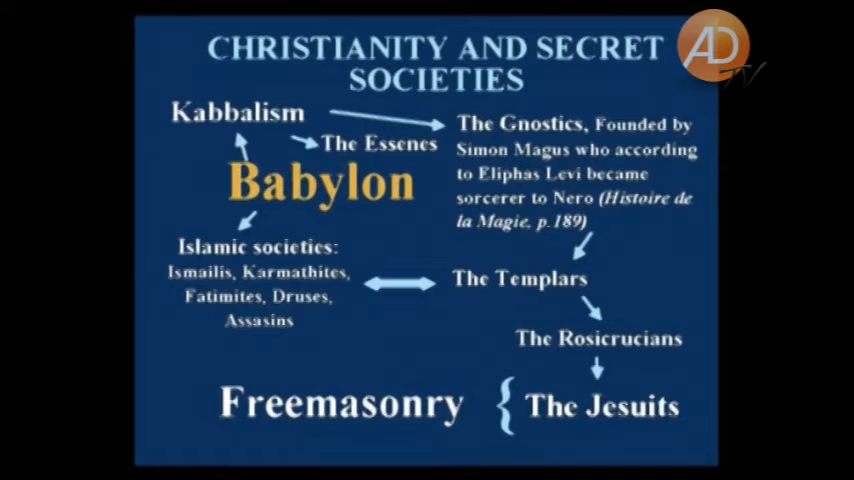 CHRISTIANITY AND SECRET
SOCIETIES
AD
TV
Kabbalism
The Essenes
Babylon
The Gnostics, Founded by
Simon Magus who according
to Eliphas Levi became
sorcerer to Nero (Histoire de
la Magie, p.189)
Islamic societies:
Ismailis, Karmathites,
Fatimites, Druses,
Assasins
The Templars
The Rosicrucians
Freemasonry { The Jesuits